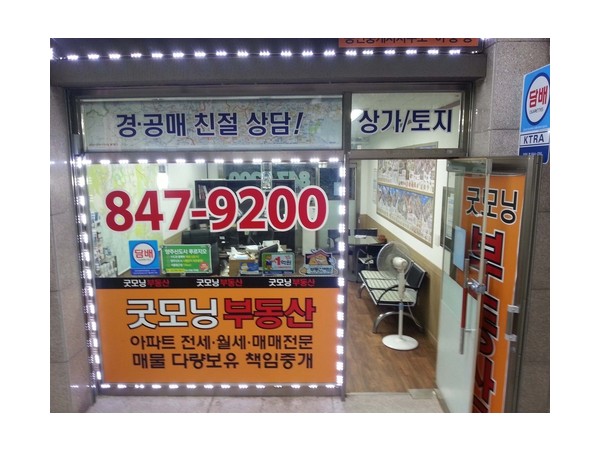 경·공매 친절 상담!
상가/토지
담배
KTRA
847-9200
담배
굿모닝부동산 굿모닝부동산 굿모닝부동산
굿모닝부동산
아파트 전세·월세·매매전문
매물 다량보유 책임중개
굿모닝